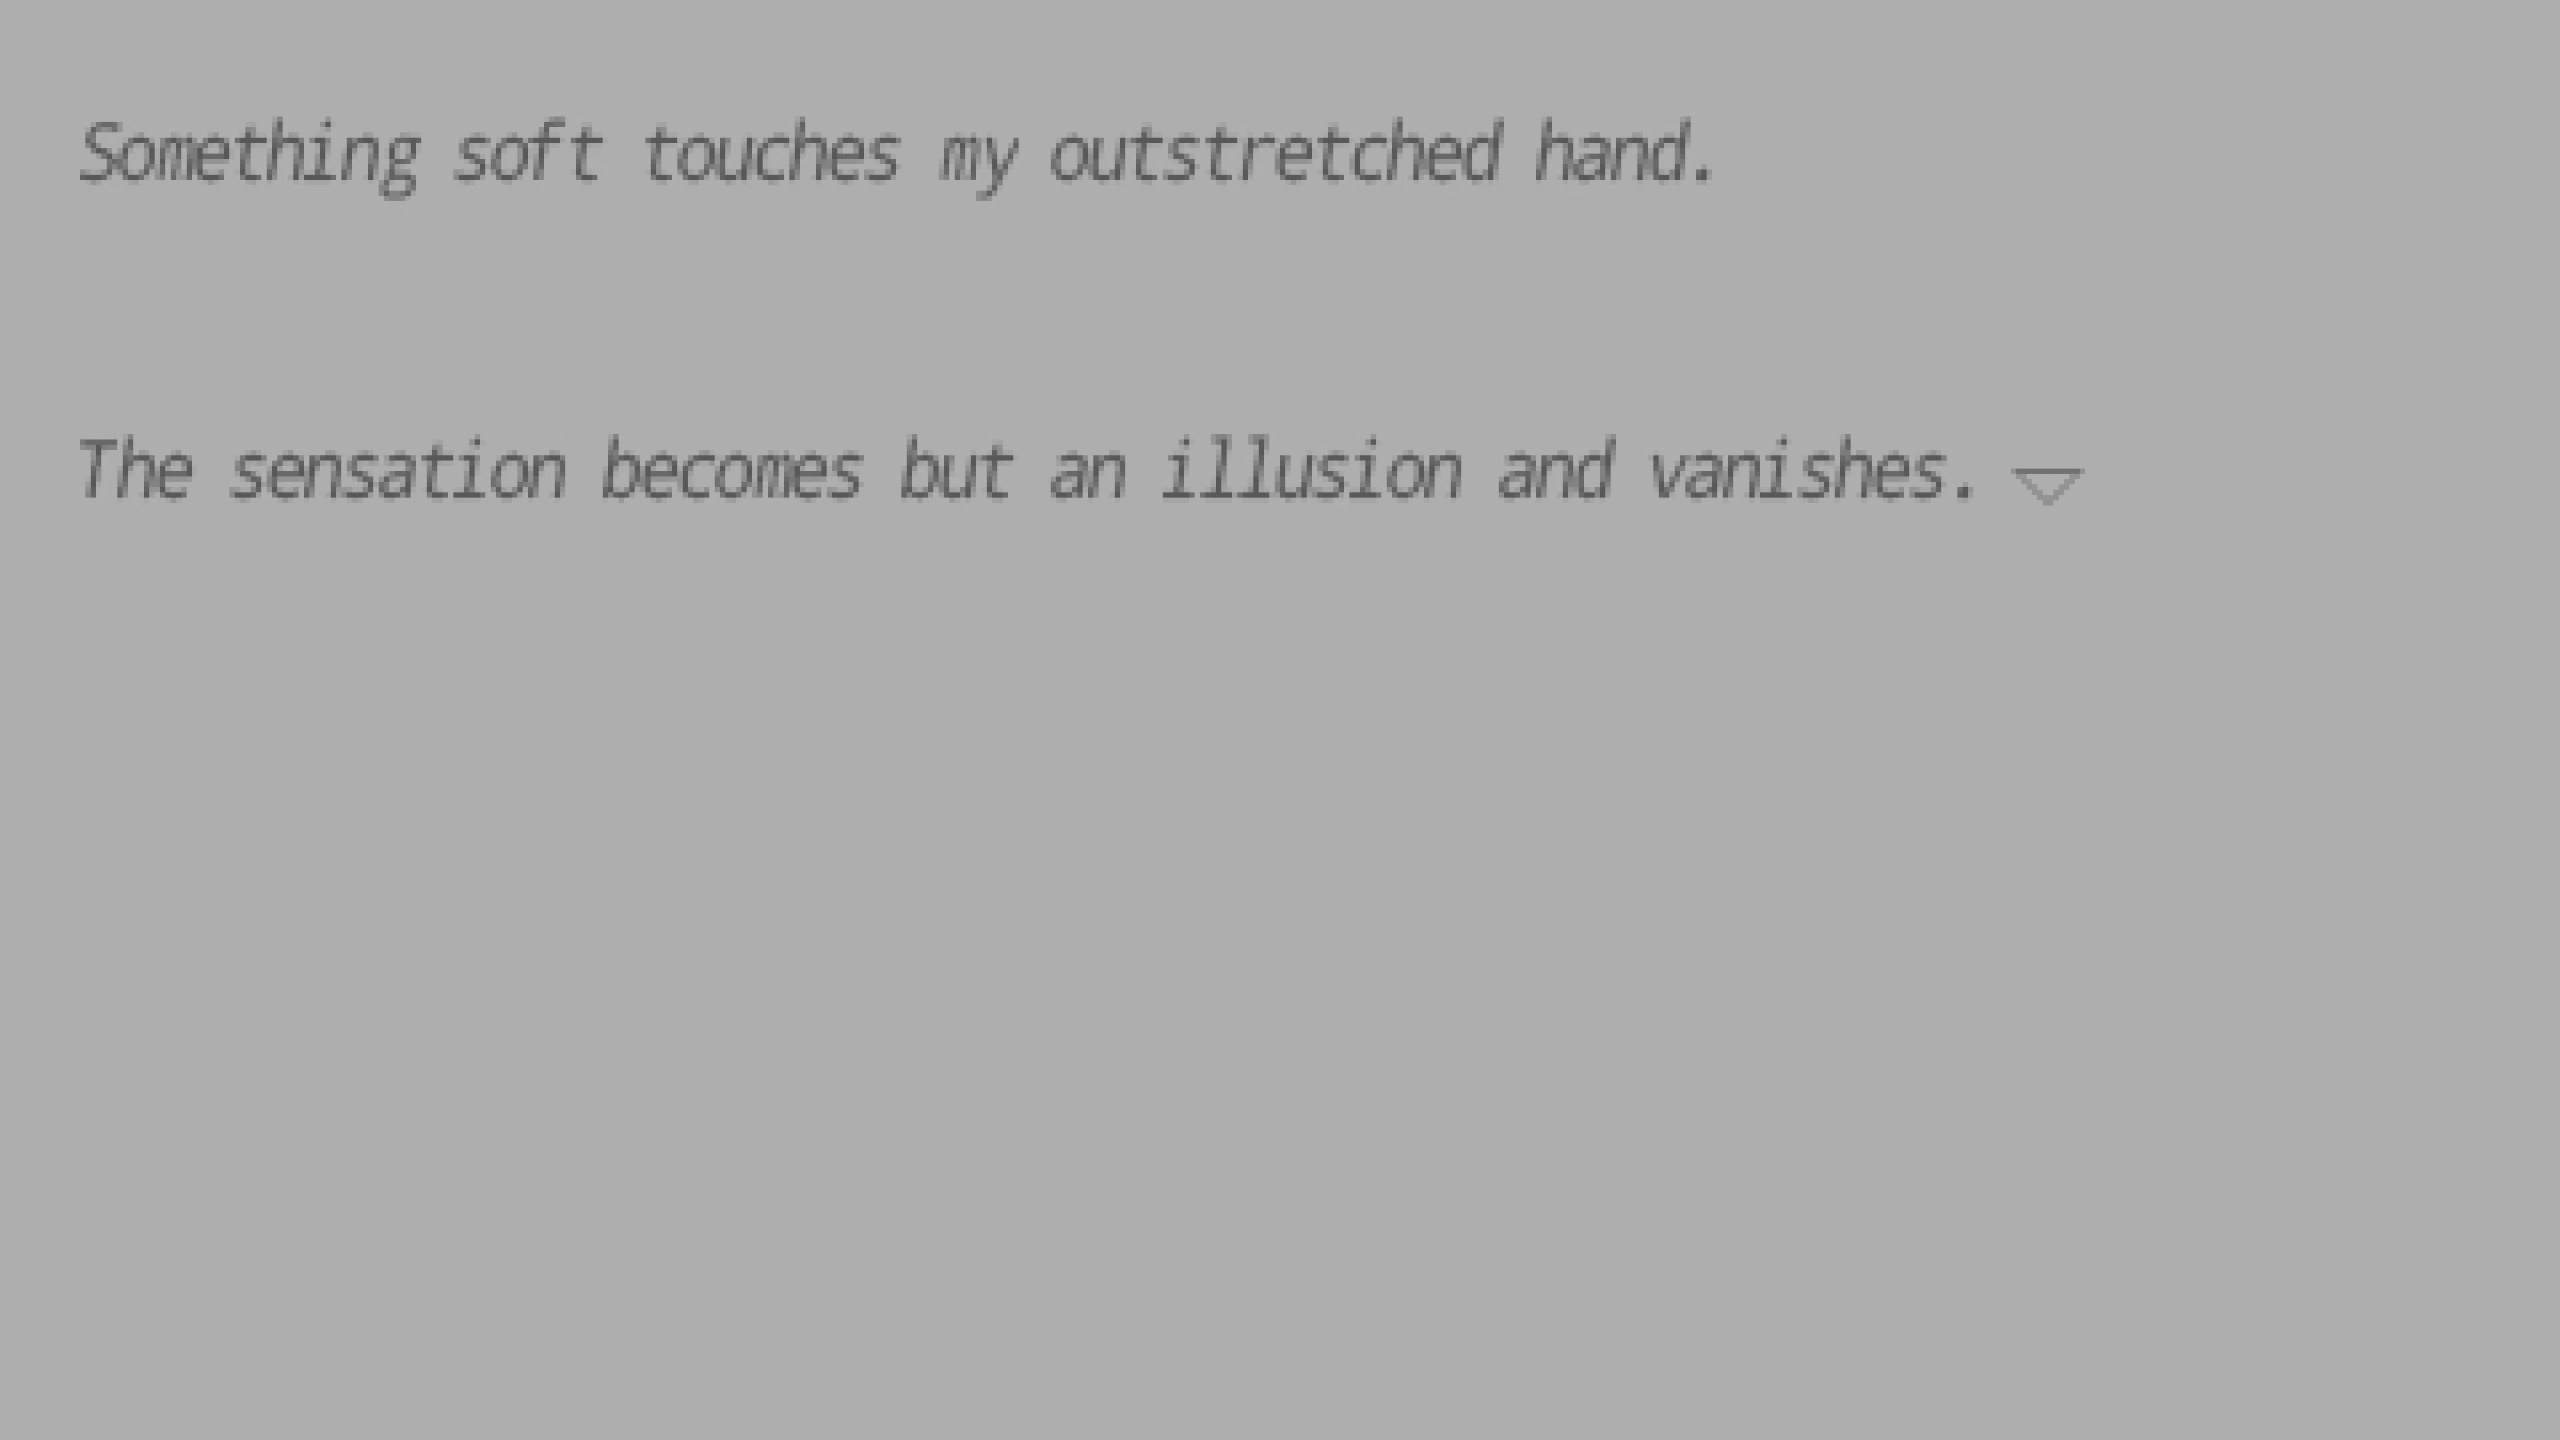 Something soft touches my outstretched hand.
The sensation becomes but an illusion and vanishes.